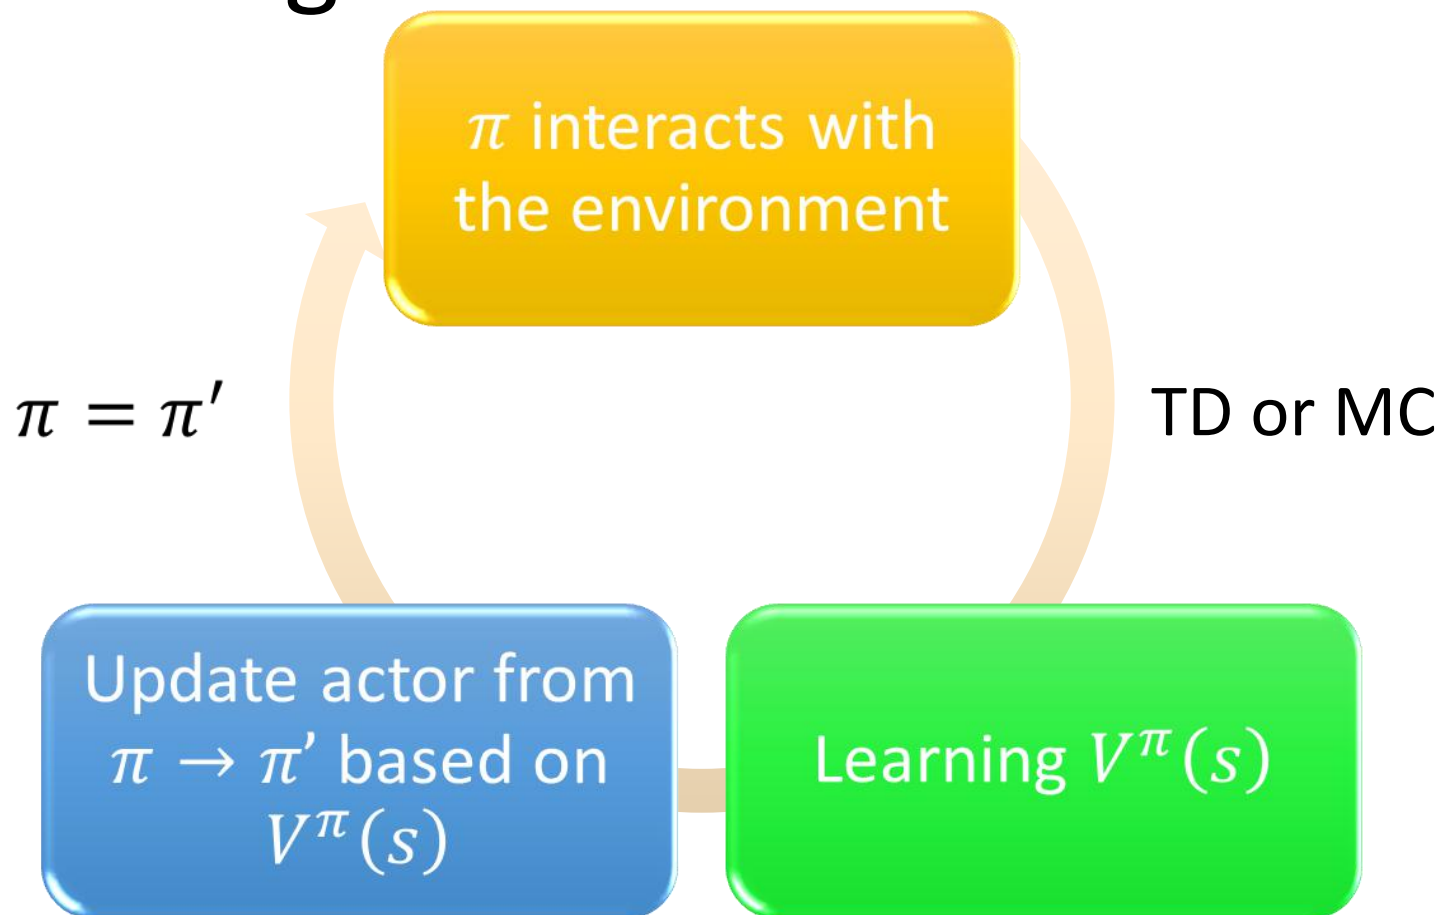 π interacts with
the environment
π = π′
TD or MC
Update actor from
π → π’ based on
V^π(s)
Learning V^π(s)